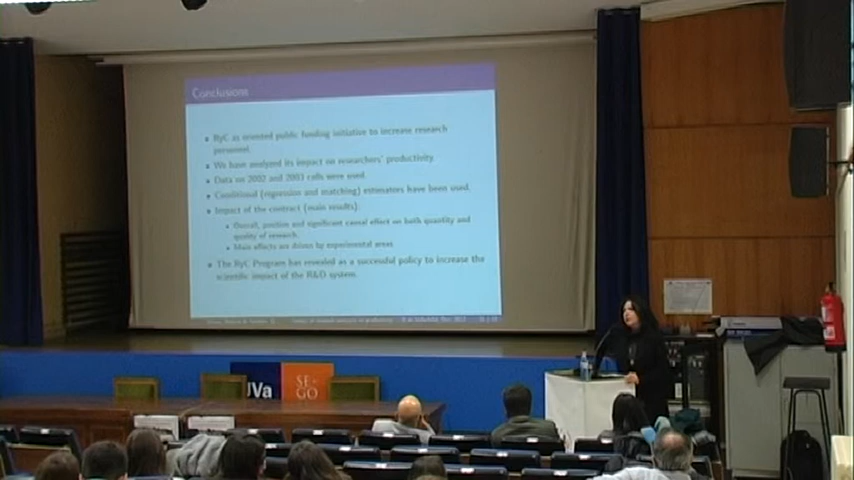 Conclusions
RyC as oriented public funding initiative to increase research
personnel.
We have analyzed its impact on researchers' productivity.
Data on 2002 and 2003 calls were used.
Conditional (regression and matching) estimators have been used.
Impact of the contract (main results):
Overall, positive and significant causal effect on both quantity and
quality of research.
Main effects are driven by experimental areas
The RyC Program has revealed as a successful policy to increase the
scientific impact of the R&D system.
UVa
SE-
GO